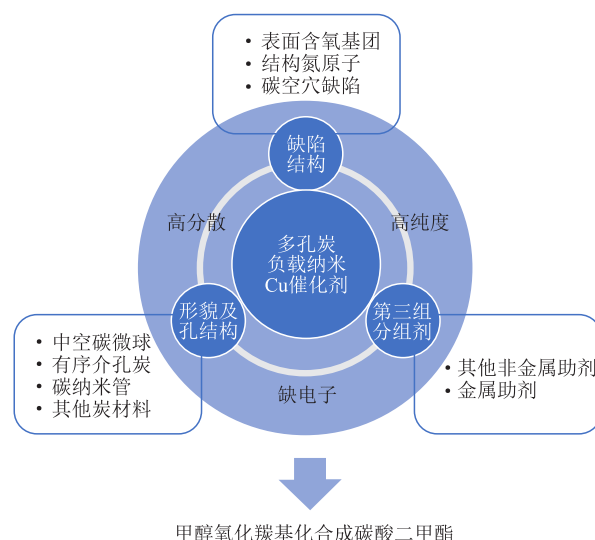 • 表面含氧基团
• 结构氮原子
• 碳空穴缺陷
缺陷
结构
高分散
高纯度
多孔炭
负载纳米
Cu催化剂
形貌及
孔结构
第三组
分组剂
• 中空碳微球
• 有序介孔炭
• 碳纳米管
• 其他炭材料
• 其他非金属助剂
• 金属助剂
缺电子
甲醇氧化羰基化合成碳酸二甲酯